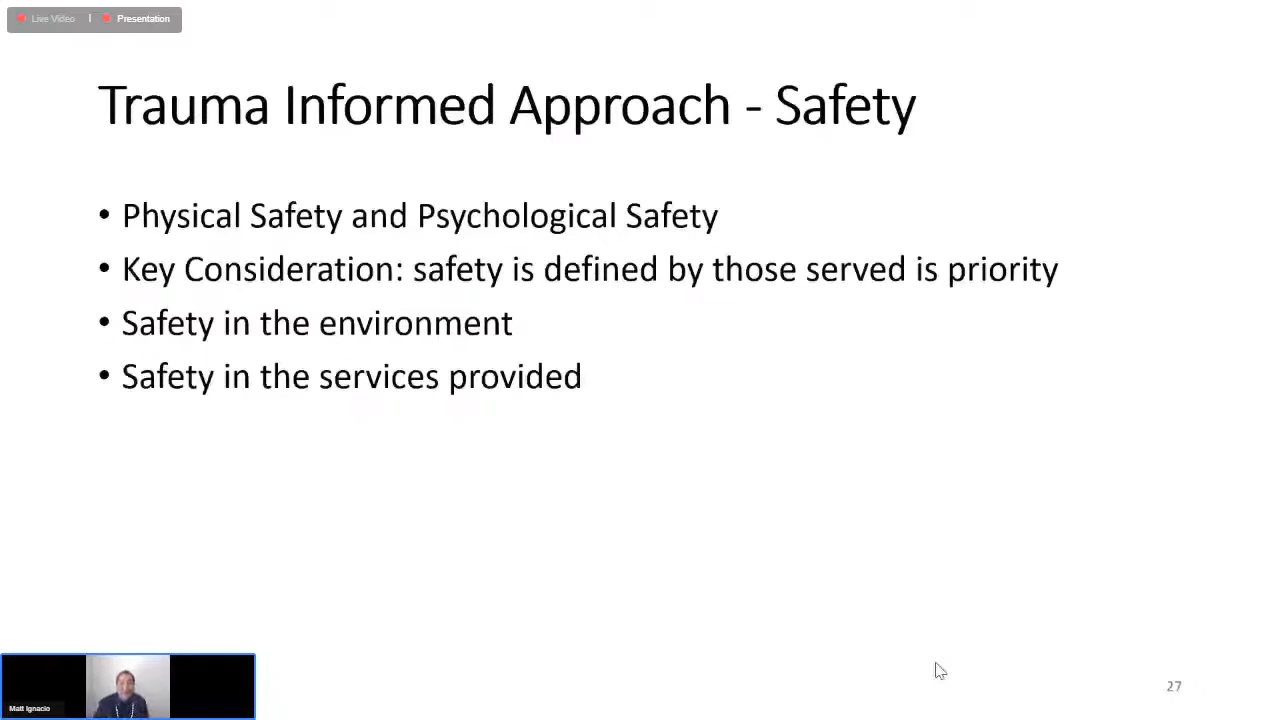 Live Video | Presentation
Trauma Informed Approach - Safety
• Physical Safety and Psychological Safety
• Key Consideration: safety is defined by those served is priority
• Safety in the environment
• Safety in the services provided
Matt Ignacio
27